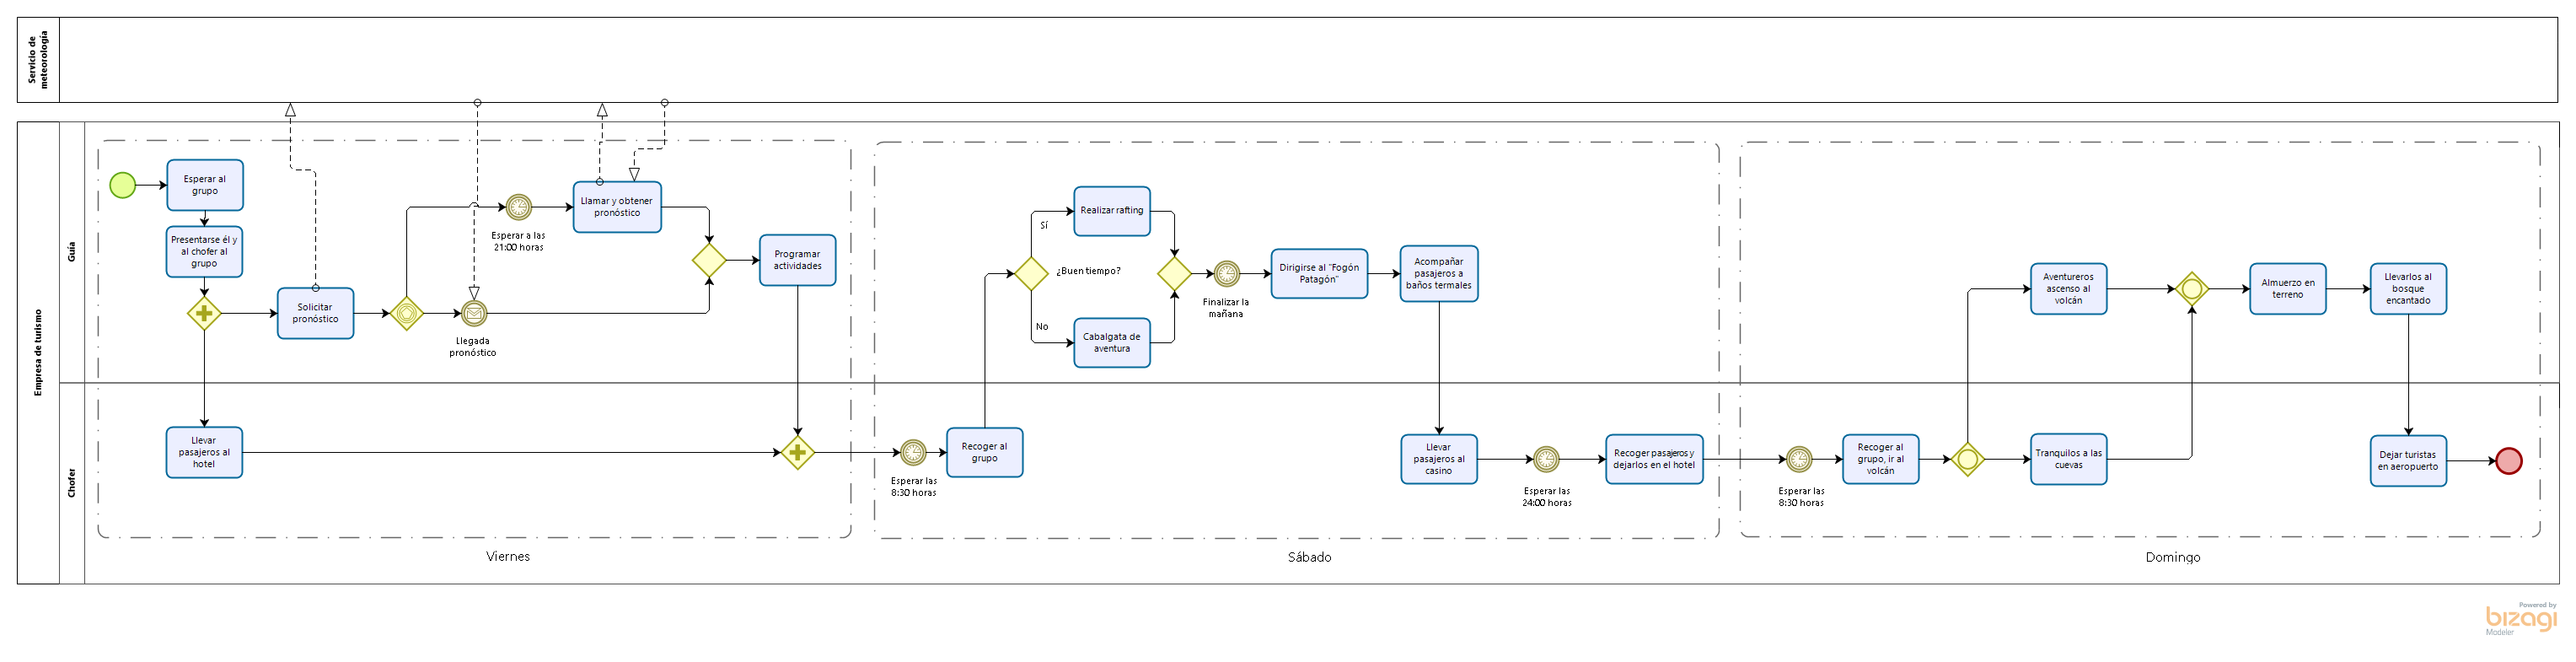 Servicio de
meteorología
Empresa de turismo
Guía
Chofer
Esperar al
grupo
Presentarse él y
al chofer al
grupo
Solicitar
pronóstico
Llegada
pronóstico
Esperar a las
21:00 horas
Llamar y obtener
pronóstico
Programar
actividades
Llevar
pasajeros al
hotel
Viernes
Esperar las
8:30 horas
Recoger al
grupo
¿Buen tiempo?
Sí
Realizar rafting
No
Cabalgata de
aventura
Finalizar la
mañana
Dirigirse al "Fogón
Patagón"
Acompañar
pasajeros a
baños termales
Llevar
pasajeros al
casino
Esperar las
24:00 horas
Recoger pasajeros y
dejarlos en el hotel
Sábado
Esperar las
8:30 horas
Recoger al
grupo, ir al
volcán
Aventureros
ascenso al
volcán
Tranquilos a las
cuevas
Almuerzo en
terreno
Llevarlos al
bosque
encantado
Dejar turistas
en aeropuerto
Domingo
Powered by
bizagi
Modeler